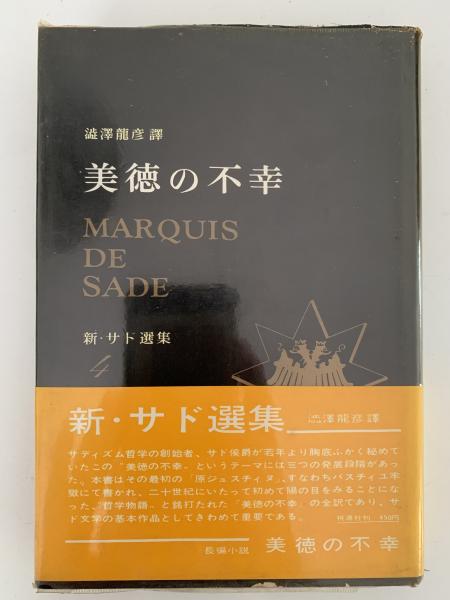 澁澤龍彦譯
美徳の不幸
MARQUIS
DE
SADE
新・サド選集
4
新・サド選集
澁澤龍彦譯
サディズム哲学の創始者、サド侯爵が若年より胸底ふかく秘めて
いたこの〝美徳の不幸〟というテーマには三つの発展段階があっ
た。本書はその最初の「原ジュスティーヌ」、すなわちバスティユ牢
獄にて書かれ、二十世紀にいたって初めて陽の目をみることにな
った、〝哲学物語〟と銘打たれた「美徳の不幸」の全訳であり、サ
ド文学の基本作品としてきわめて重要である。
桃源社刊 450円
長編小説
美徳の不幸